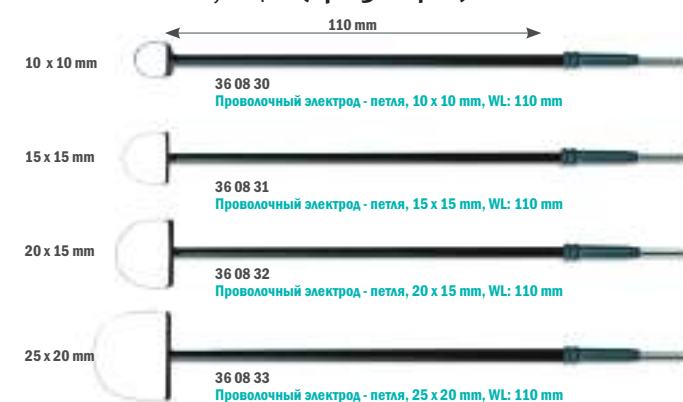 110 mm
10 x 10 mm
36 08 30
Проволочный электрод - петля, 10 x 10 mm, WL: 110 mm
15 x 15 mm
36 08 31
Проволочный электрод - петля, 15 x 15 mm, WL: 110 mm
20 x 15 mm
36 08 32
Проволочный электрод - петля, 20 x 15 mm, WL: 110 mm
25 x 20 mm
36 08 33
Проволочный электрод - петля, 25 x 20 mm, WL: 110 mm